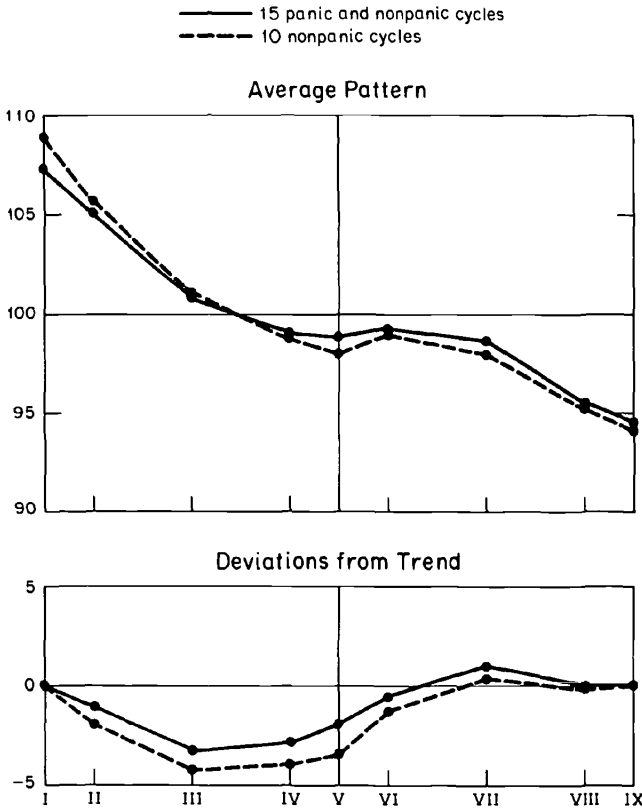 15 panic and nonpanic cycles
10 nonpanic cycles
Average Pattern
110
105
100
95
90
Deviations from Trend
5
0
-5
I II III IV V VI VII VIII IX